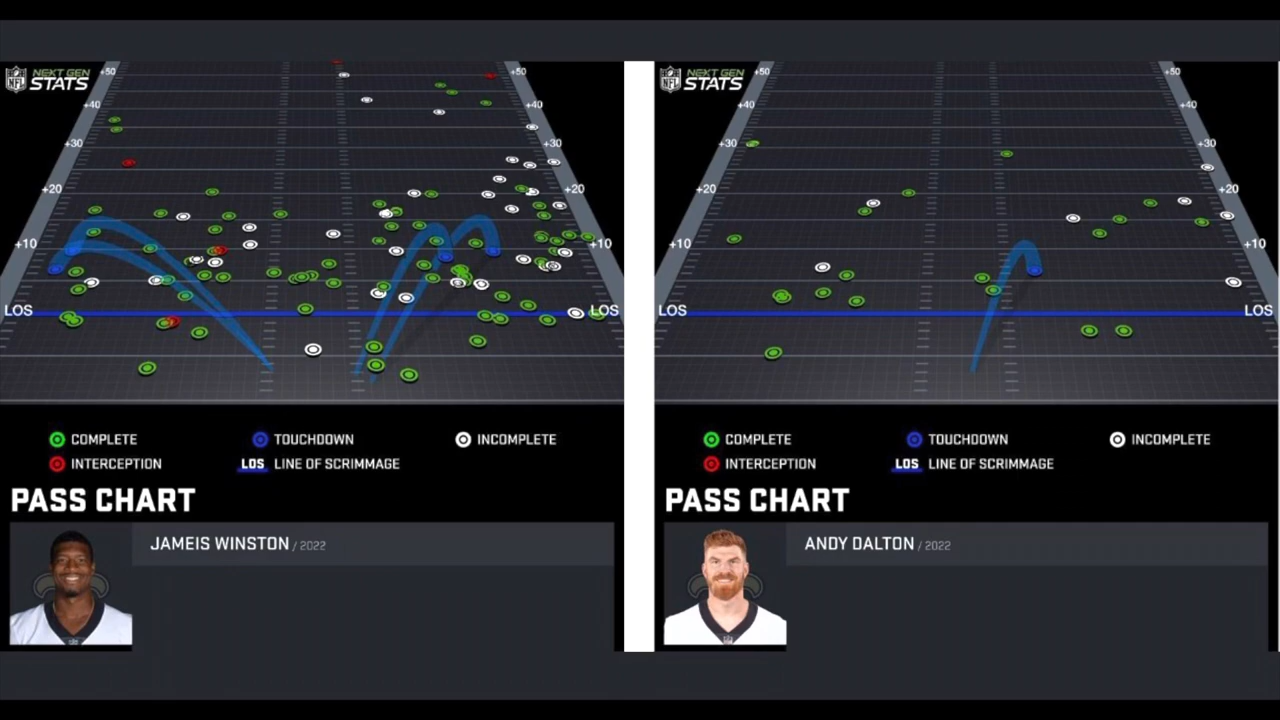 NFL NEXT GEN STATS
+50 +50
+40 +40
+30 +30
+20 +20
+10 +10
LOS LOS
COMPLETE TOUCHDOWN INCOMPLETE
INTERCEPTION LOS LINE OF SCRIMMAGE
PASS CHART
JAMEIS WINSTON / 2022
NFL NEXT GEN STATS
+50 +50
+40 +40
+30 +30
+20 +20
+10 +10
LOS LOS
COMPLETE TOUCHDOWN INCOMPLETE
INTERCEPTION LOS LINE OF SCRIMMAGE
PASS CHART
ANDY DALTON / 2022